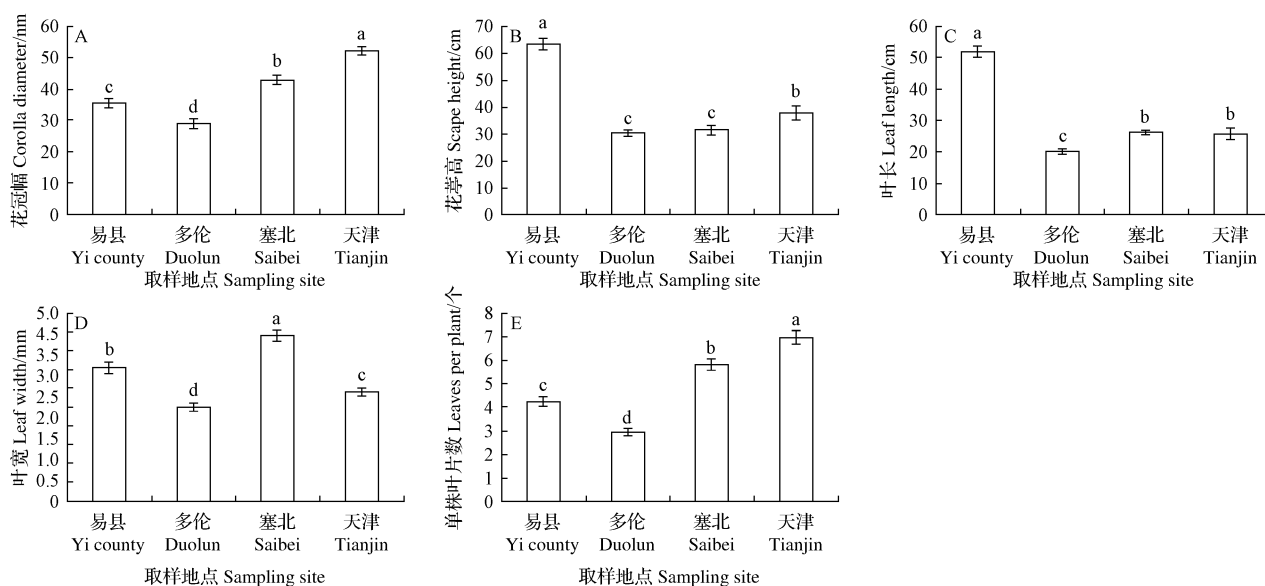 A
花冠幅 Corolla diameter/nm
60
50
40
30
20
10
0
c
d
b
a
易县
多伦
塞北
天津
Yi county
Duolun
Saibei
Tianjin
取样地点 Sampling site
B
花葶高 Scape height/cm
70
60
50
40
30
20
10
0
a
c
c
b
易县
多伦
塞北
天津
Yi county
Duolun
Saibei
Tianjin
取样地点 Sampling site
C
叶长 Leaf length/cm
60
50
40
30
20
10
0
a
c
b
b
易县
多伦
塞北
天津
Yi county
Duolun
Saibei
Tianjin
取样地点 Sampling site
D
叶宽 Leaf width/mm
5.0
4.5
3.5
3.0
2.5
2.0
1.5
1.0
0.5
0
b
d
a
c
易县
多伦
塞北
天津
Yi county
Duolun
Saibei
Tianjin
取样地点 Sampling site
E
单株叶片数 Leaves per plant/个
8
7
6
5
4
3
2
1
0
c
d
b
a
易县
多伦
塞北
天津
Yi county
Duolun
Saibei
Tianjin
取样地点 Sampling site